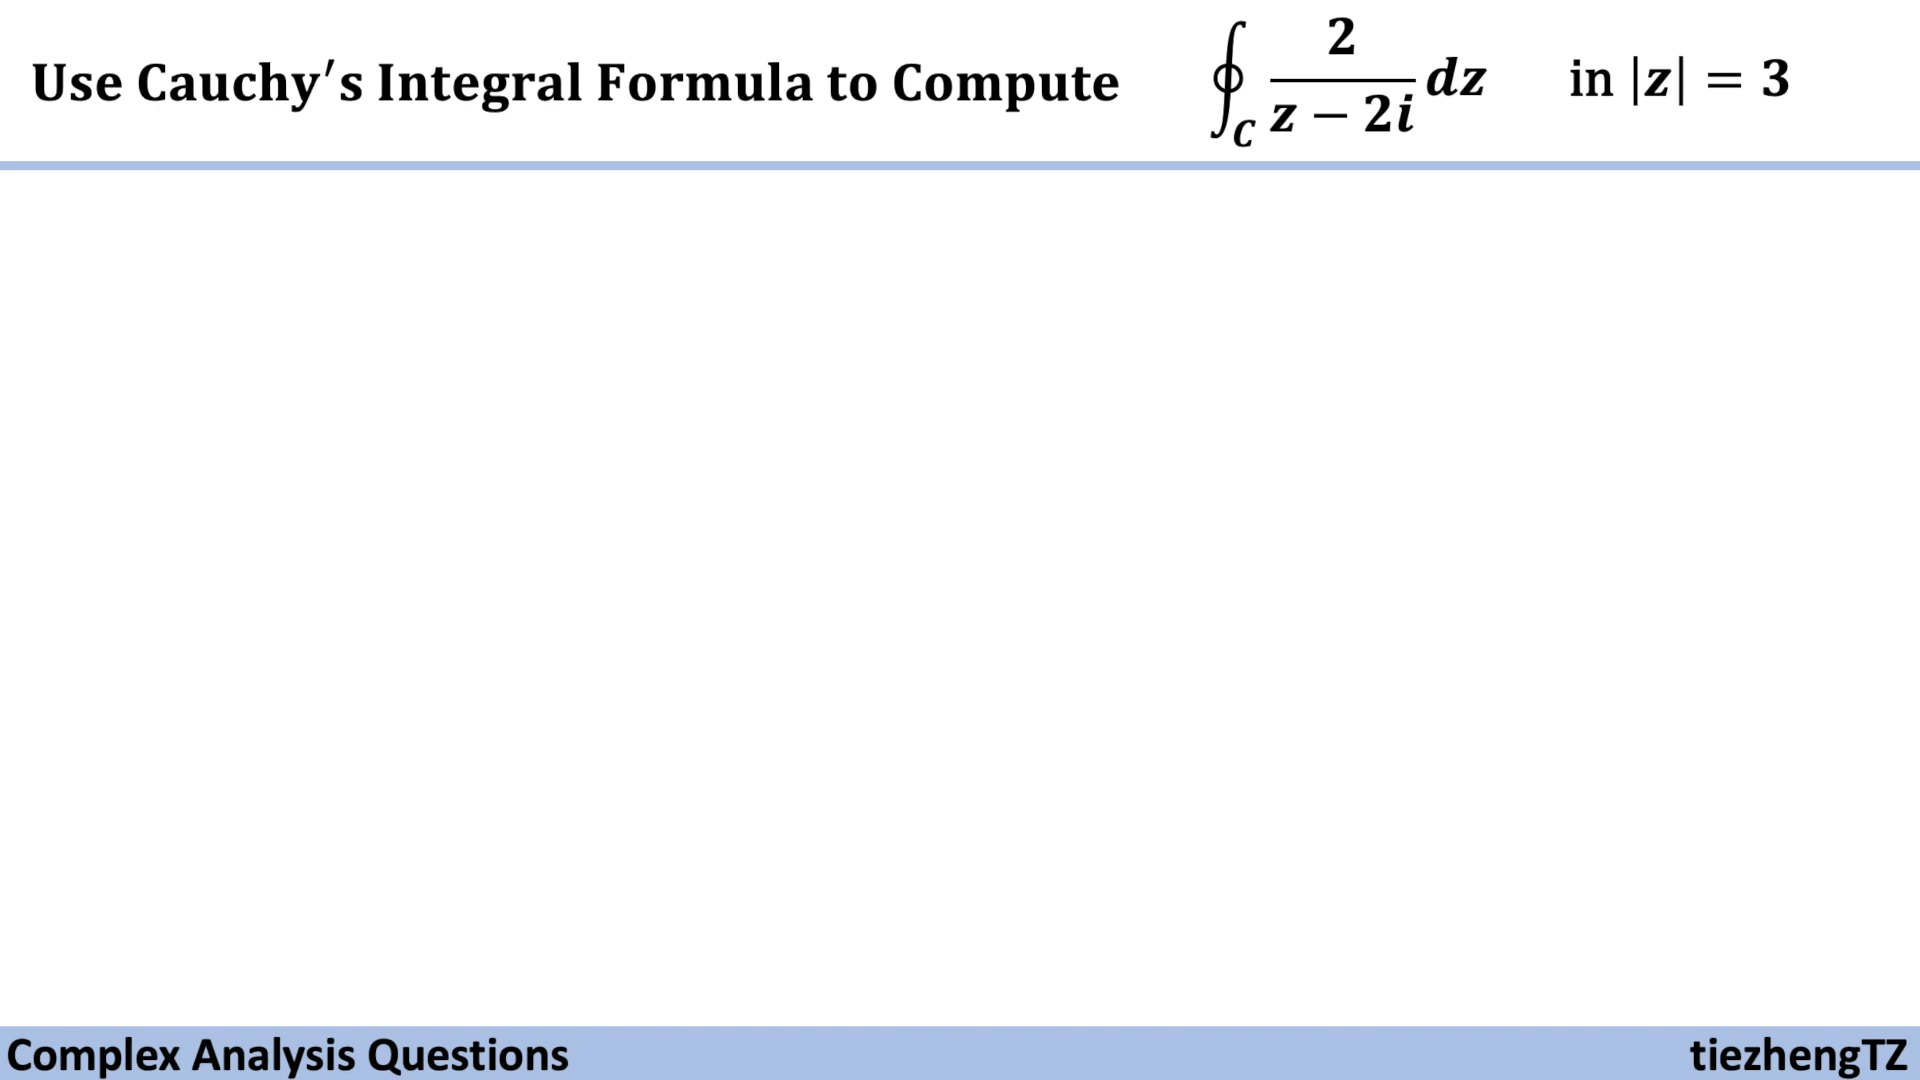 Use Cauchy′s Integral Formula to Compute ∮_C 2/(z − 2i) dz in |z| = 3
Complex Analysis Questions
tiezhengTZ